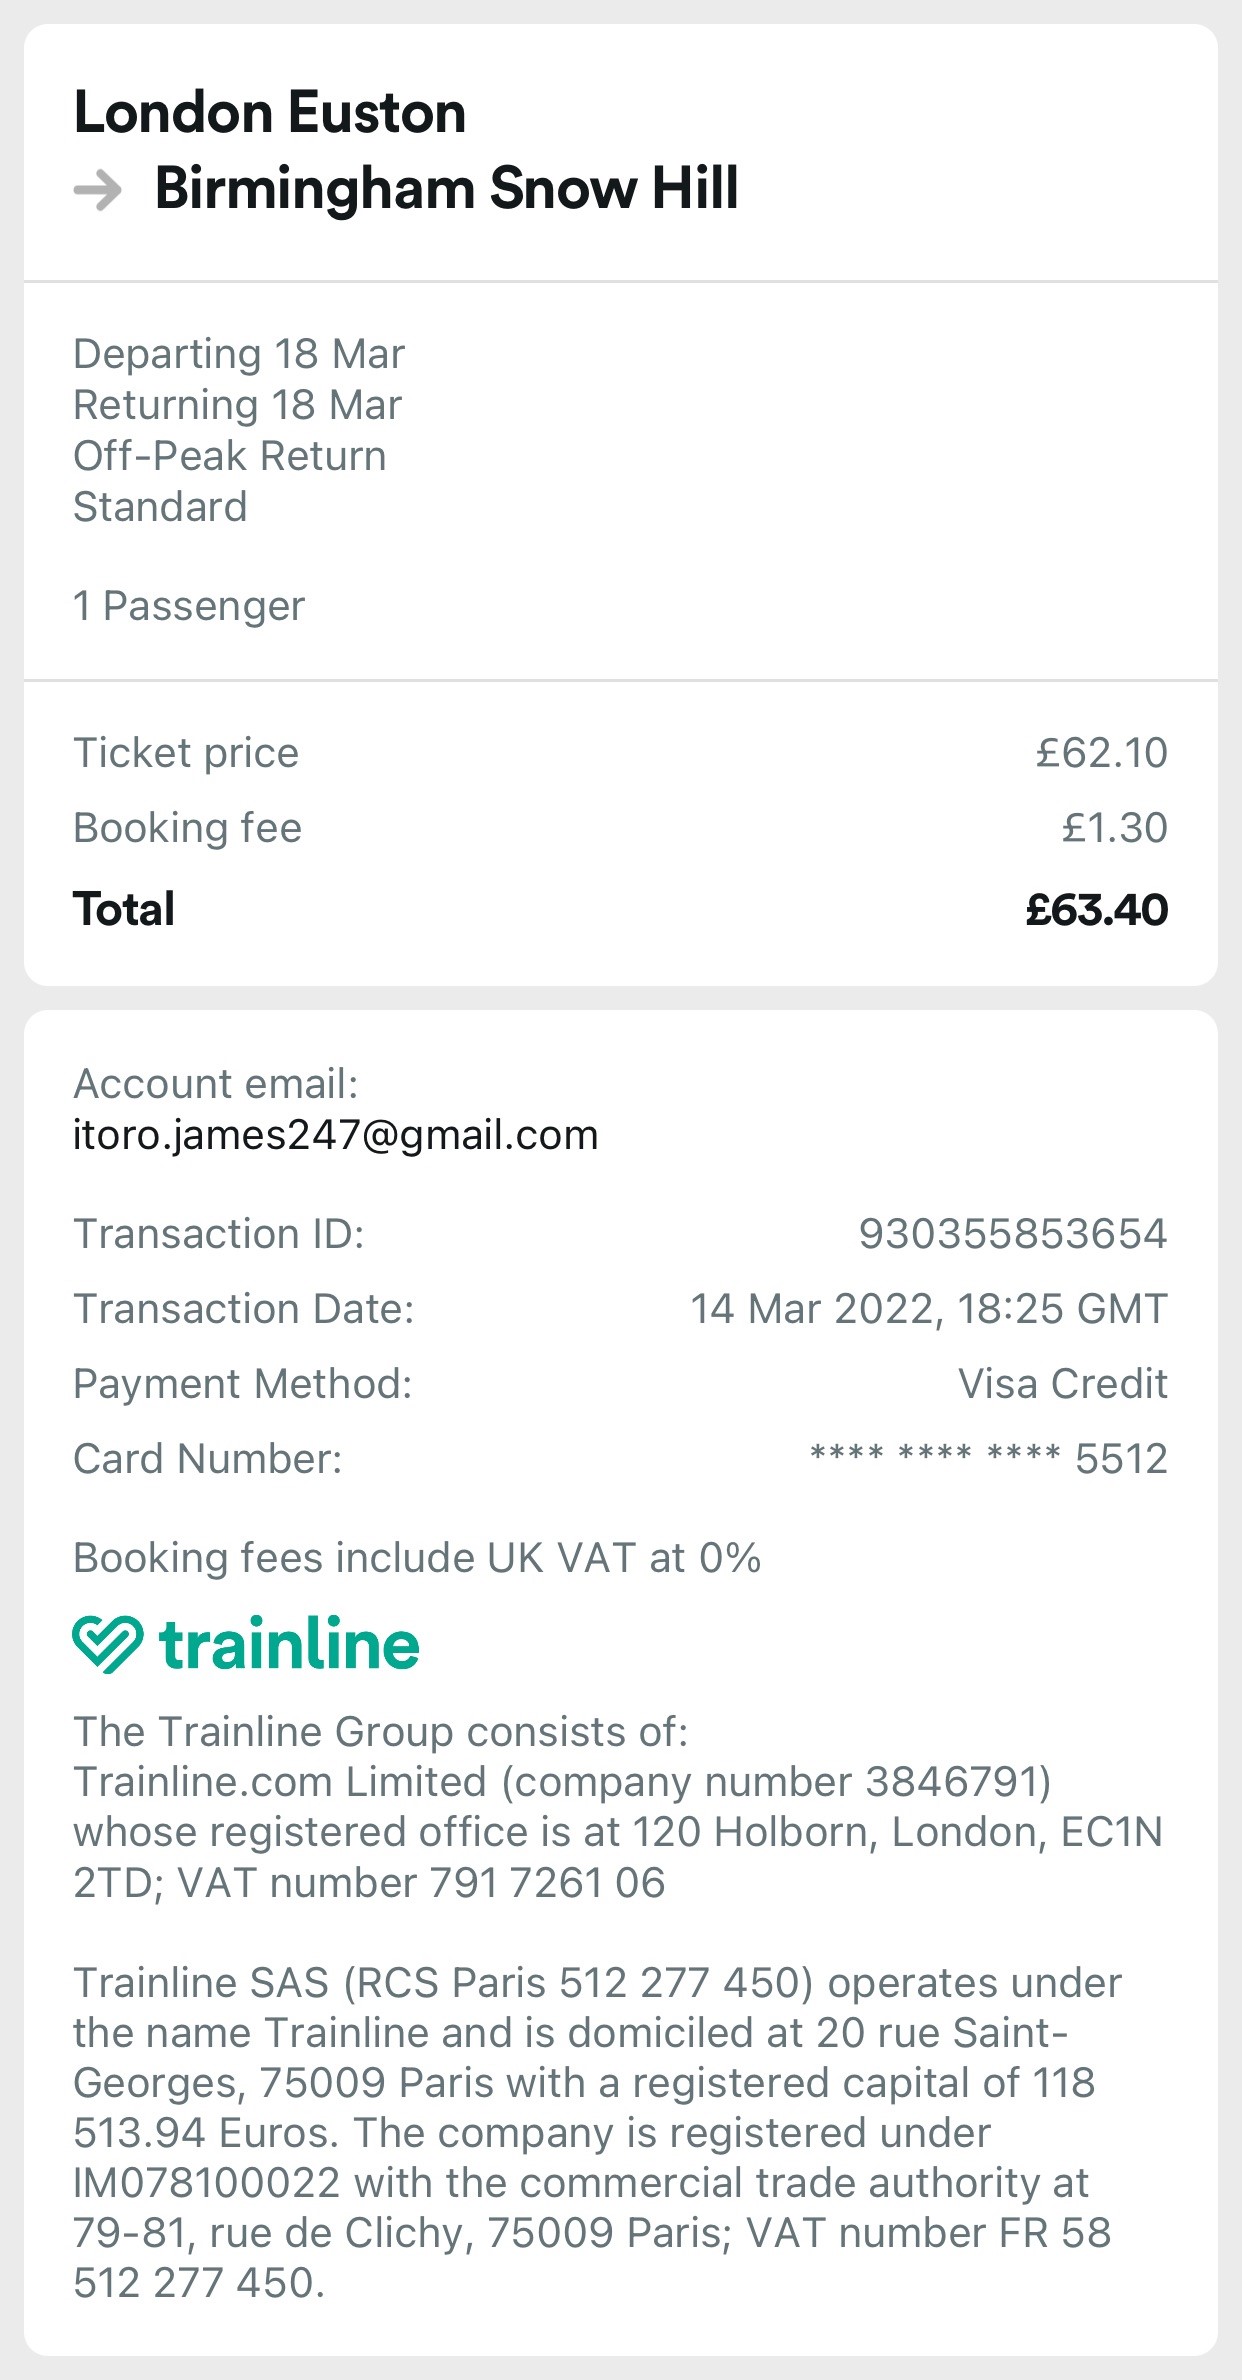 London Euston
→ Birmingham Snow Hill
Departing 18 Mar
Returning 18 Mar
Off-Peak Return
Standard
1 Passenger
Ticket price £62.10
Booking fee £1.30
Total £63.40
Account email:
itoro.james247@gmail.com
Transaction ID: 930355853654
Transaction Date: 14 Mar 2022, 18:25 GMT
Payment Method: Visa Credit
Card Number: **** **** **** 5512
Booking fees include UK VAT at 0%
trainline
The Trainline Group consists of:
Trainline.com Limited (company number 3846791)
whose registered office is at 120 Holborn, London, EC1N
2TD; VAT number 791 7261 06
Trainline SAS (RCS Paris 512 277 450) operates under
the name Trainline and is domiciled at 20 rue Saint-
Georges, 75009 Paris with a registered capital of 118
513.94 Euros. The company is registered under
IM078100022 with the commercial trade authority at
79-81, rue de Clichy, 75009 Paris; VAT number FR 58
512 277 450.